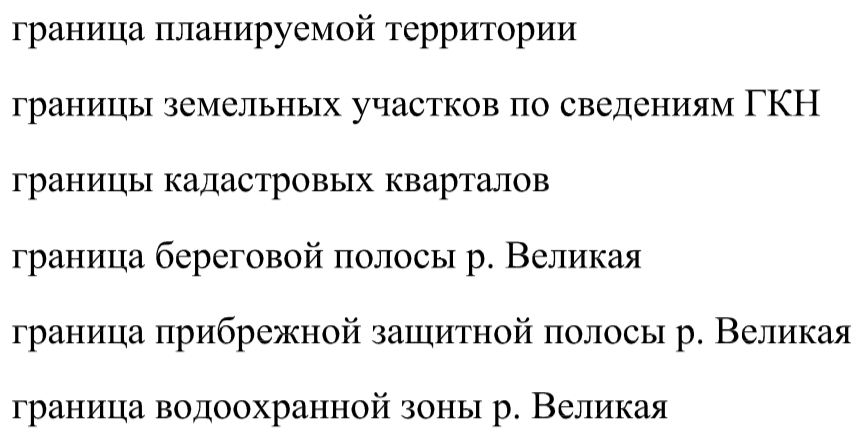 граница планируемой территории
границы земельных участков по сведениям ГКН
границы кадастровых кварталов
граница береговой полосы р. Великая
граница прибрежной защитной полосы р. Великая
граница водоохранной зоны р. Великая